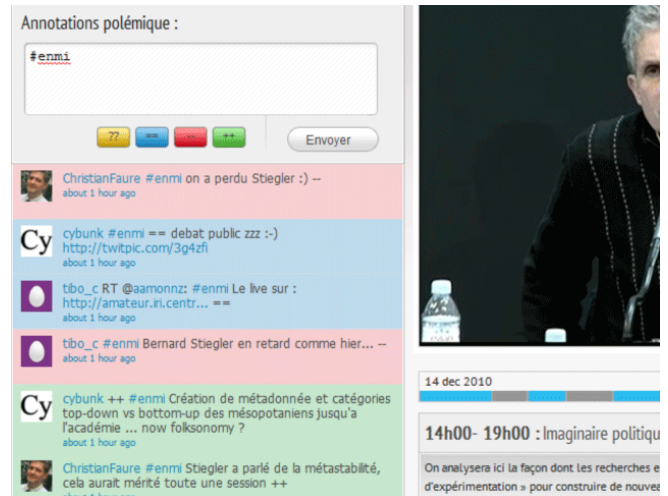 Annotations polémique :
#enmi
?? == -- ++
Envoyer
ChristianFaure #enmi on a perdu Stiegler :) --
about 1 hour ago
Cy
cybunk #enmi == debat public zzz :-)
http://twitpic.com/3g4zfi
about 1 hour ago
tibo_c RT @aamonnz: #enmi Le live sur :
http://amateur.iri.centr... ==
about 1 hour ago
tibo_c #enmi Bernard Stiegler en retard comme hier... --
about 1 hour ago
Cy
cybunk ++ #enmi Création de métadonnée et catégories
top-down vs bottom-up des mésopotaniens jusqu'a
l'académie ... now folksonomy ?
about 1 hour ago
ChristianFaure #enmi Stiegler a parlé de la métastabilité,
cela aurait mérité toute une session ++
about 1 hour ago
14 dec 2010
14h00- 19h00 : Imaginaire politiqu
On analysera ici la façon dont les recherches e
d'expérimentation » pour construire de nouvea